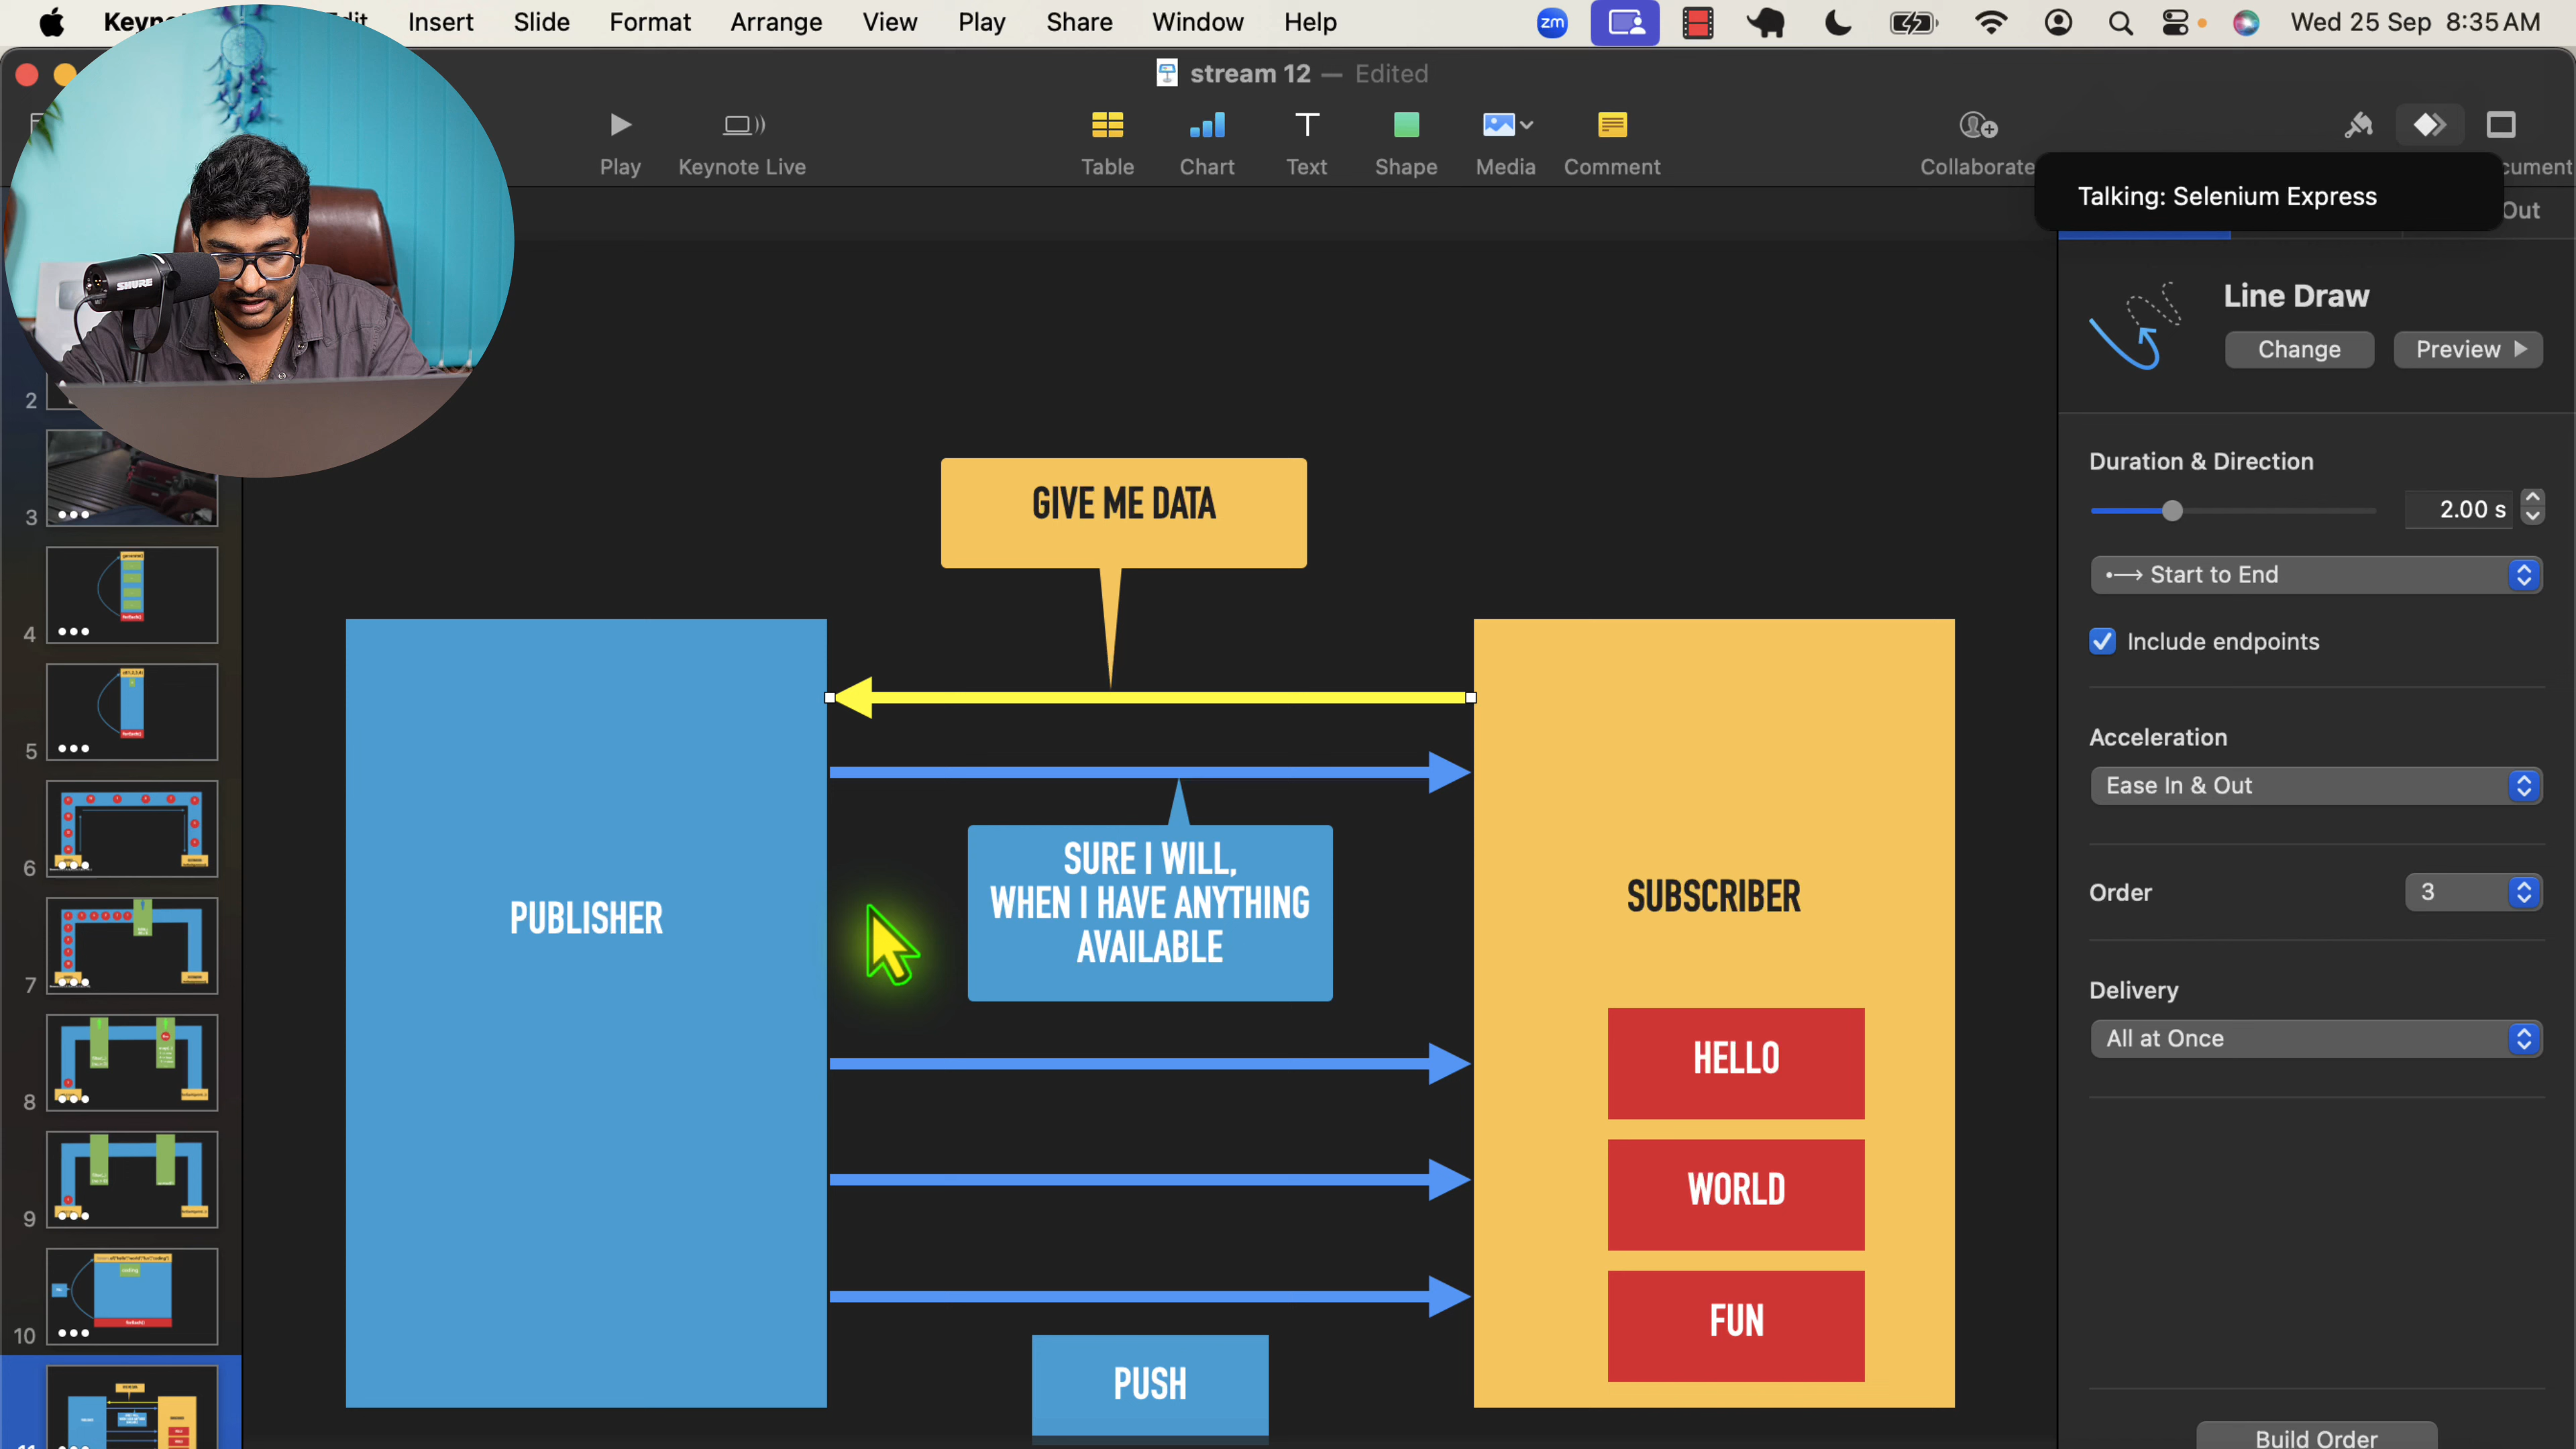 Insert Slide Format Arrange View Play Share Window Help
zm
Wed 25 Sep 8:35 AM
stream 12 — Edited
Play
Keynote Live
Table
Chart
Text
Shape
Media
Comment
Collaborate
Talking: Selenium Express
Out
SHURE
2
3
4
5
6
7
8
9
10
GIVE ME DATA
PUBLISHER
SURE I WILL,
WHEN I HAVE ANYTHING
AVAILABLE
SUBSCRIBER
HELLO
WORLD
FUN
PUSH
Line Draw
Change
Preview
Duration & Direction
2.00 s
Start to End
Include endpoints
Acceleration
Ease In & Out
Order
3
Delivery
All at Once
Build Order